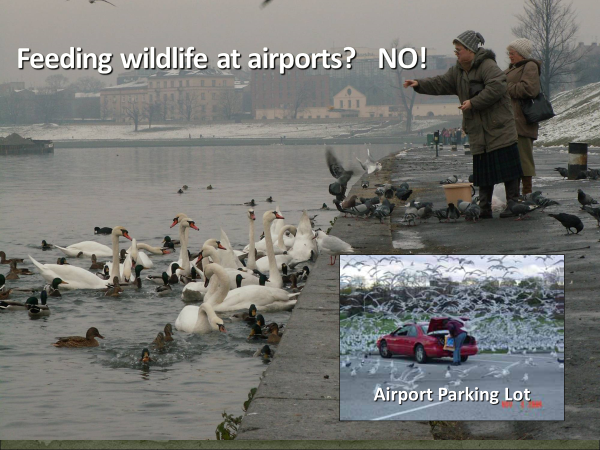 Feeding wildlife at airports? NO!
Airport Parking Lot